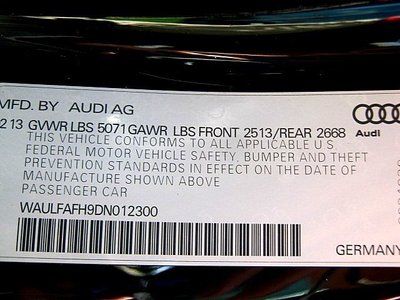 MFD. BY AUDI AG
213 GVWR LBS 5071 GAWR LBS FRONT 2513/REAR 2668
THIS VEHICLE CONFORMS TO ALL APPLICABLE U S
FEDERAL MOTOR VEHICLE SAFETY, BUMPER AND THEFT
PREVENTION STANDARDS IN EFFECT ON THE DATE OF
MANUFACTURE SHOWN ABOVE
PASSENGER CAR
WAULFAFH9DN012300
Audi
GERMANY